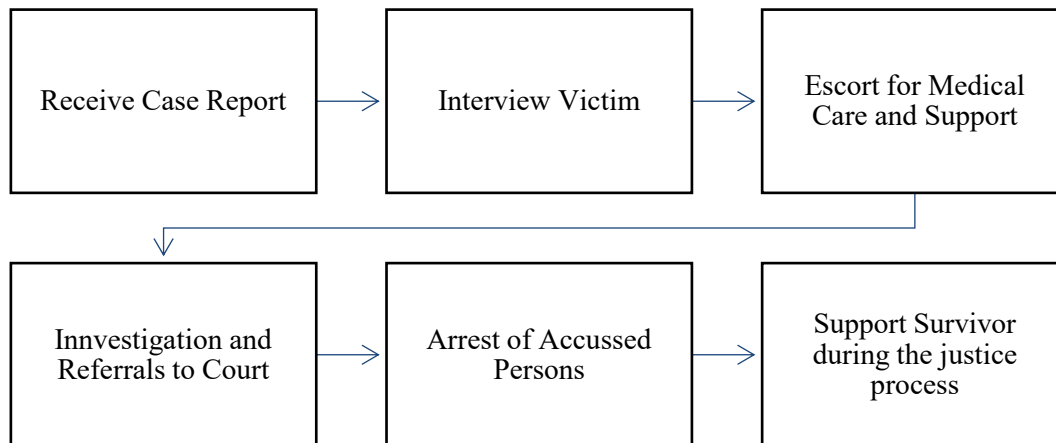 Receive Case Report
Interview Victim
Escort for Medical
Care and Support
Innvestigation and
Referrals to Court
Arrest of Accussed
Persons
Support Survivor
during the justice
process